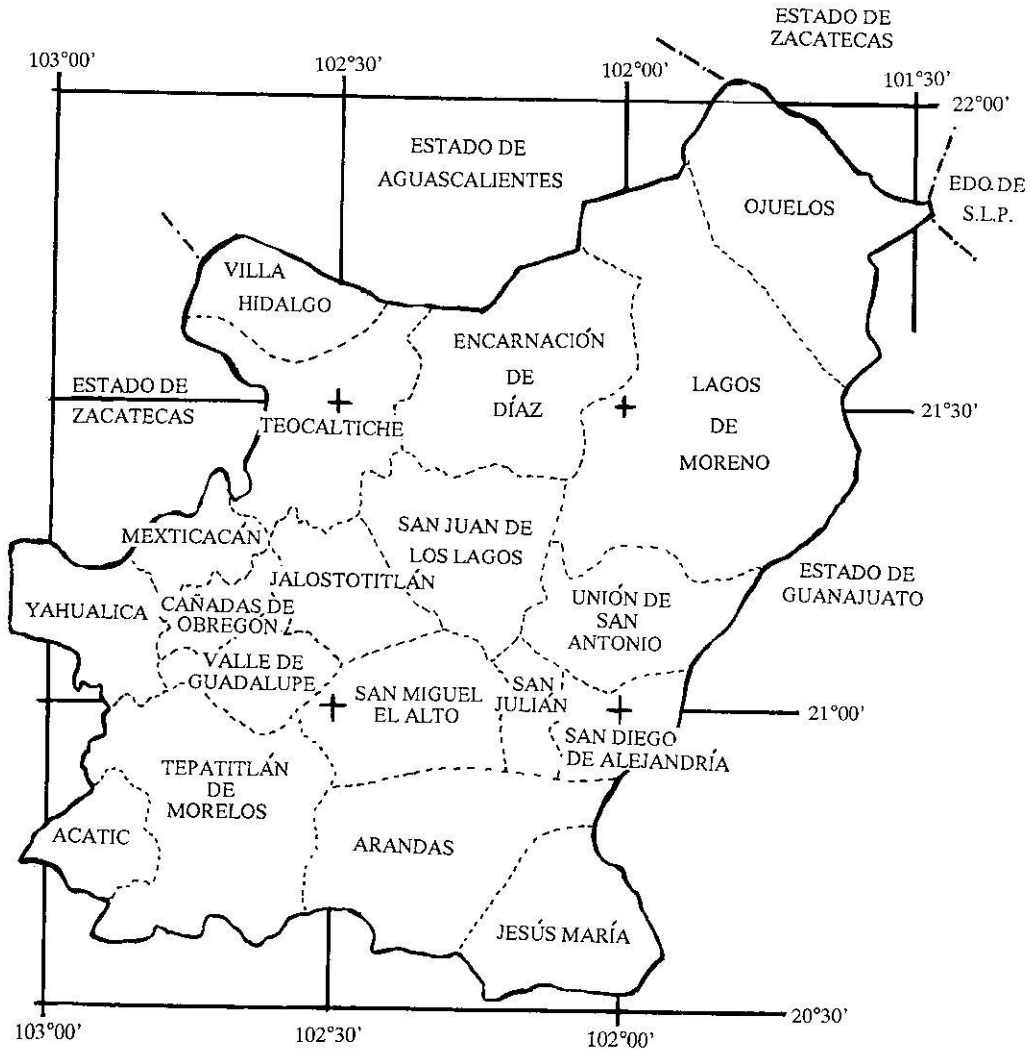 ESTADO DE
ZACATECAS
103°00'
102°30'
102°00'
101°30'
22°00'
ESTADO DE
AGUASCALIENTES
EDO. DE
S.L.P.
OJUELOS
VILLA
HIDALGO
ENCARNACIÓN
DE
DÍAZ
ESTADO DE
ZACATECAS
LAGOS
DE
MORENO
21°30'
TEOCALTICHE
MEXTICACÁN
SAN JUAN DE
LOS LAGOS
JALOSTOTITLÁN
ESTADO DE
GUANAJUATO
YAHUALICA
CAÑADAS DE
OBREGÓN
UNIÓN DE
SAN
ANTONIO
VALLE DE
GUADALUPE
SAN MIGUEL
EL ALTO
SAN
JULIÁN
21°00'
SAN DIEGO
DE ALEJANDRÍA
TEPATITLÁN
DE
MORELOS
ACATIC
ARANDAS
JESÚS MARÍA
20°30'
103°00'
102°30'
102°00'